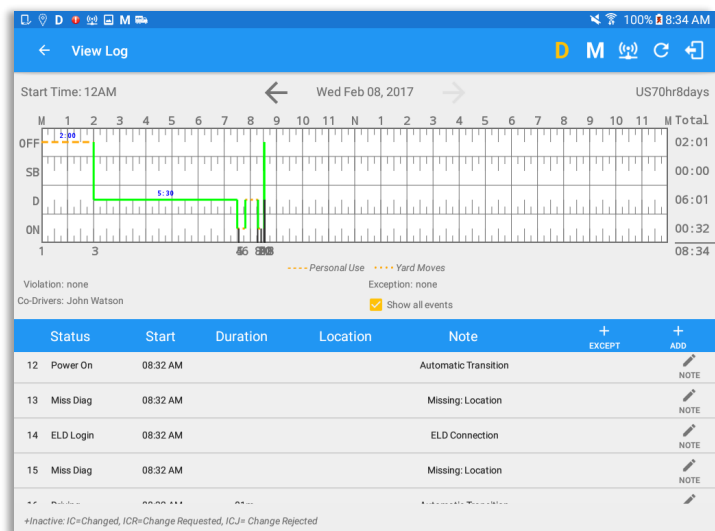 D M 100% 8:34 AM
View Log D M
Start Time: 12AM Wed Feb 08, 2017 US70hr8days
M 1 2 3 4 5 6 7 8 9 10 11 N 1 2 3 4 5 6 7 8 9 10 11 M Total
OFF 2:00 02:01
SB 00:00
D 5:30 06:01
ON 00:32
1 3 08:34
Personal Use Yard Moves
Violation: none Exception: none
Co-Drivers: John Watson Show all events
Status Start Duration Location Note + EXCEPT + ADD
12 Power On 08:32 AM Automatic Transition NOTE
13 Miss Diag 08:32 AM Missing: Location NOTE
14 ELD Login 08:32 AM ELD Connection NOTE
15 Miss Diag 08:32 AM Missing: Location NOTE
+Inactive: IC=Changed, ICR=Change Requested, ICJ= Change Rejected